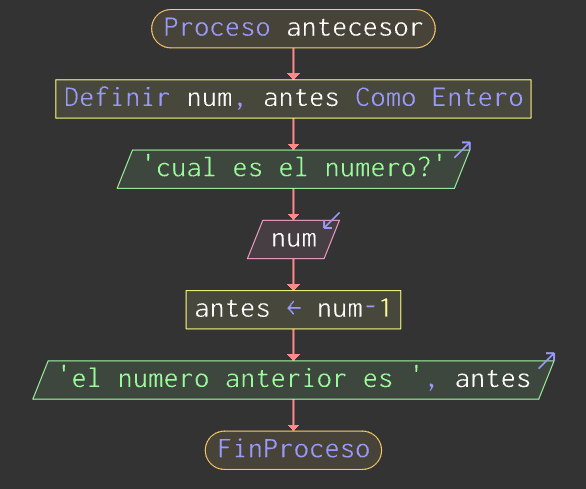 Proceso antecesor
Definir num, antes Como Entero
'cual es el numero?'
num
antes ← num-1
'el numero anterior es ', antes
FinProceso